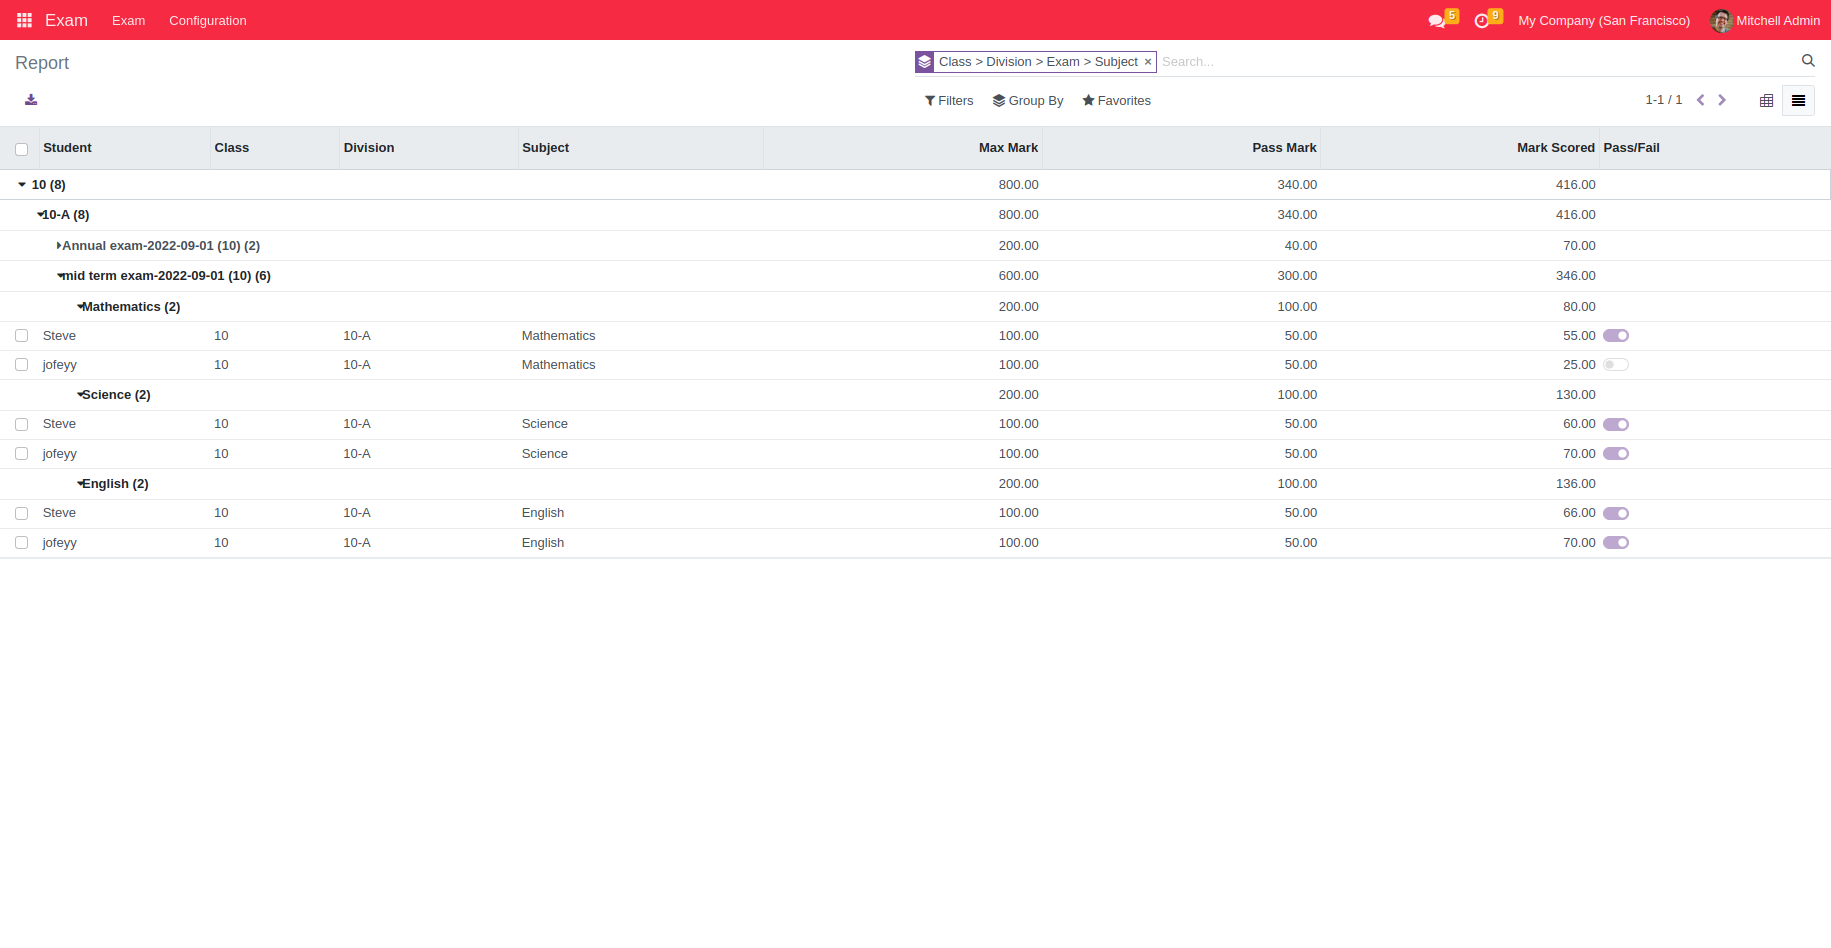 Exam Exam Configuration 5 9 My Company (San Francisco) Mitchell Admin
Report Class > Division > Exam > Subject × Search...
Filters Group By Favorites 1-1 / 1
Student Class Division Subject Max Mark Pass Mark Mark Scored Pass/Fail
10 (8) 800.00 340.00 416.00
10-A (8) 800.00 340.00 416.00
Annual exam-2022-09-01 (10) (2) 200.00 40.00 70.00
mid term exam-2022-09-01 (10) (6) 600.00 300.00 346.00
Mathematics (2) 200.00 100.00 80.00
Steve 10 10-A Mathematics 100.00 50.00 55.00
jofeyy 10 10-A Mathematics 100.00 50.00 25.00
Science (2) 200.00 100.00 130.00
Steve 10 10-A Science 100.00 50.00 60.00
jofeyy 10 10-A Science 100.00 50.00 70.00
English (2) 200.00 100.00 136.00
Steve 10 10-A English 100.00 50.00 66.00
jofeyy 10 10-A English 100.00 50.00 70.00